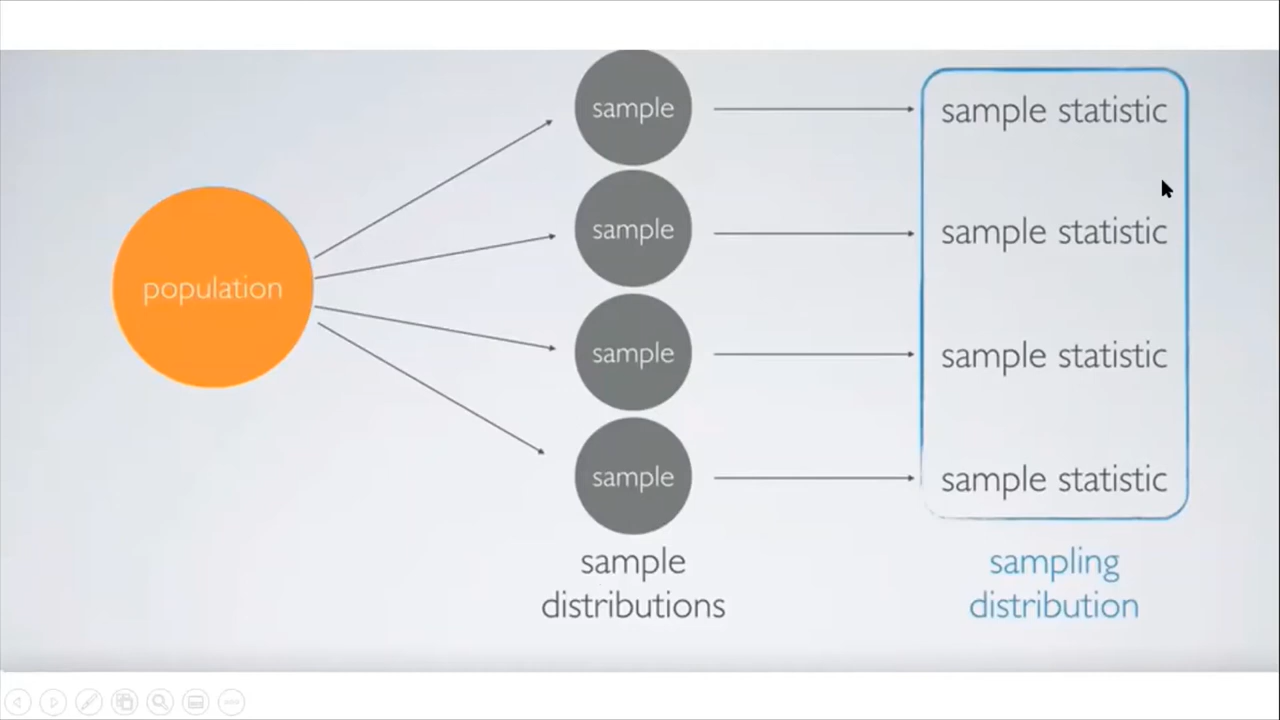 population
sample
sample statistic
sample
sample statistic
sample
sample statistic
sample
sample statistic
sample
distributions
sampling
distribution